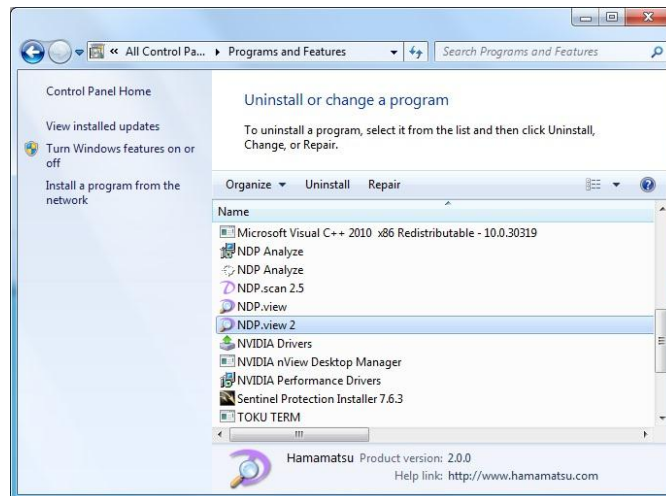 « All Control Pa... ▸ Programs and Features
Search Programs and Features
Control Panel Home
View installed updates
Turn Windows features on or
off
Install a program from the
network
Uninstall or change a program
To uninstall a program, select it from the list and then click Uninstall,
Change, or Repair.
Organize Uninstall Repair
Name
Microsoft Visual C++ 2010 x86 Redistributable - 10.0.30319
NDP Analyze
NDP Analyze
NDP.scan 2.5
NDP.view
NDP.view 2
NVIDIA Drivers
NVIDIA nView Desktop Manager
NVIDIA Performance Drivers
Sentinel Protection Installer 7.6.3
TOKU TERM
Hamamatsu Product version: 2.0.0
Help link: http://www.hamamatsu.com